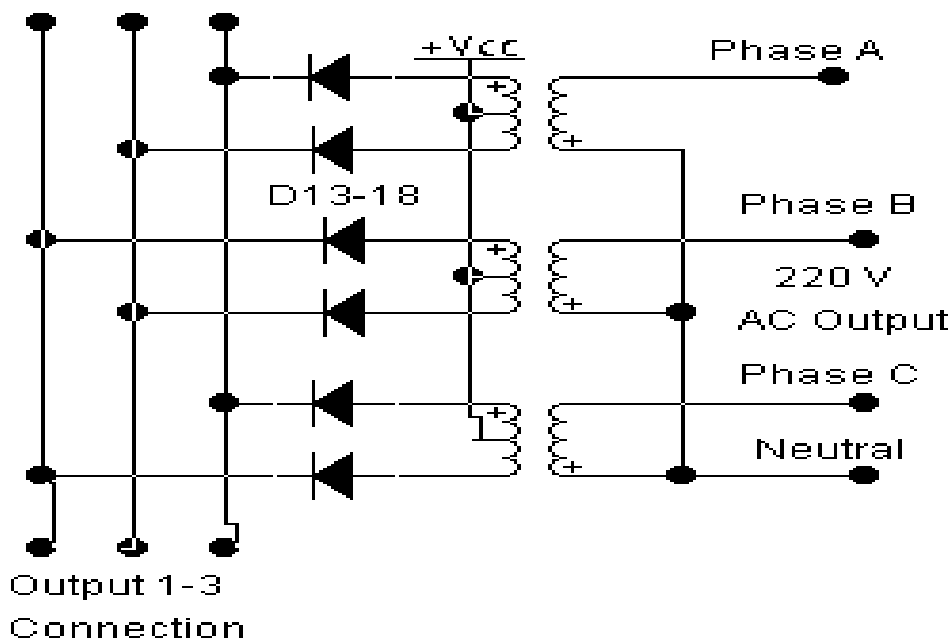 +Vcc
Phase A
D13-18
Phase B
220 V
AC Output
Phase C
Neutral
Output 1-3
Connection